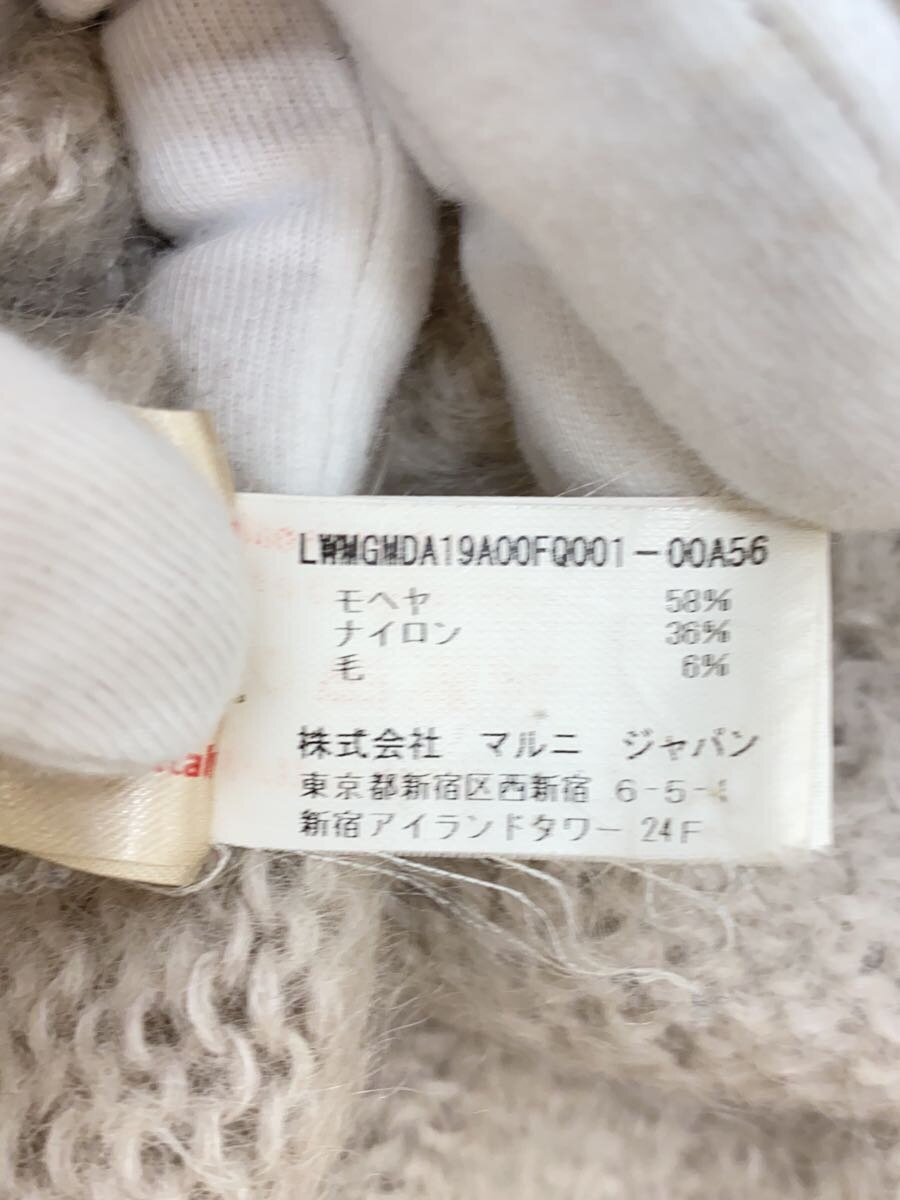 LWMGMDA19A00FQ001-00A56
モヘヤ 58%
ナイロン 36%
毛 6%
株式会社 マルニ ジャパン
東京都新宿区西新宿 6-5-1
新宿アイランドタワー 24F